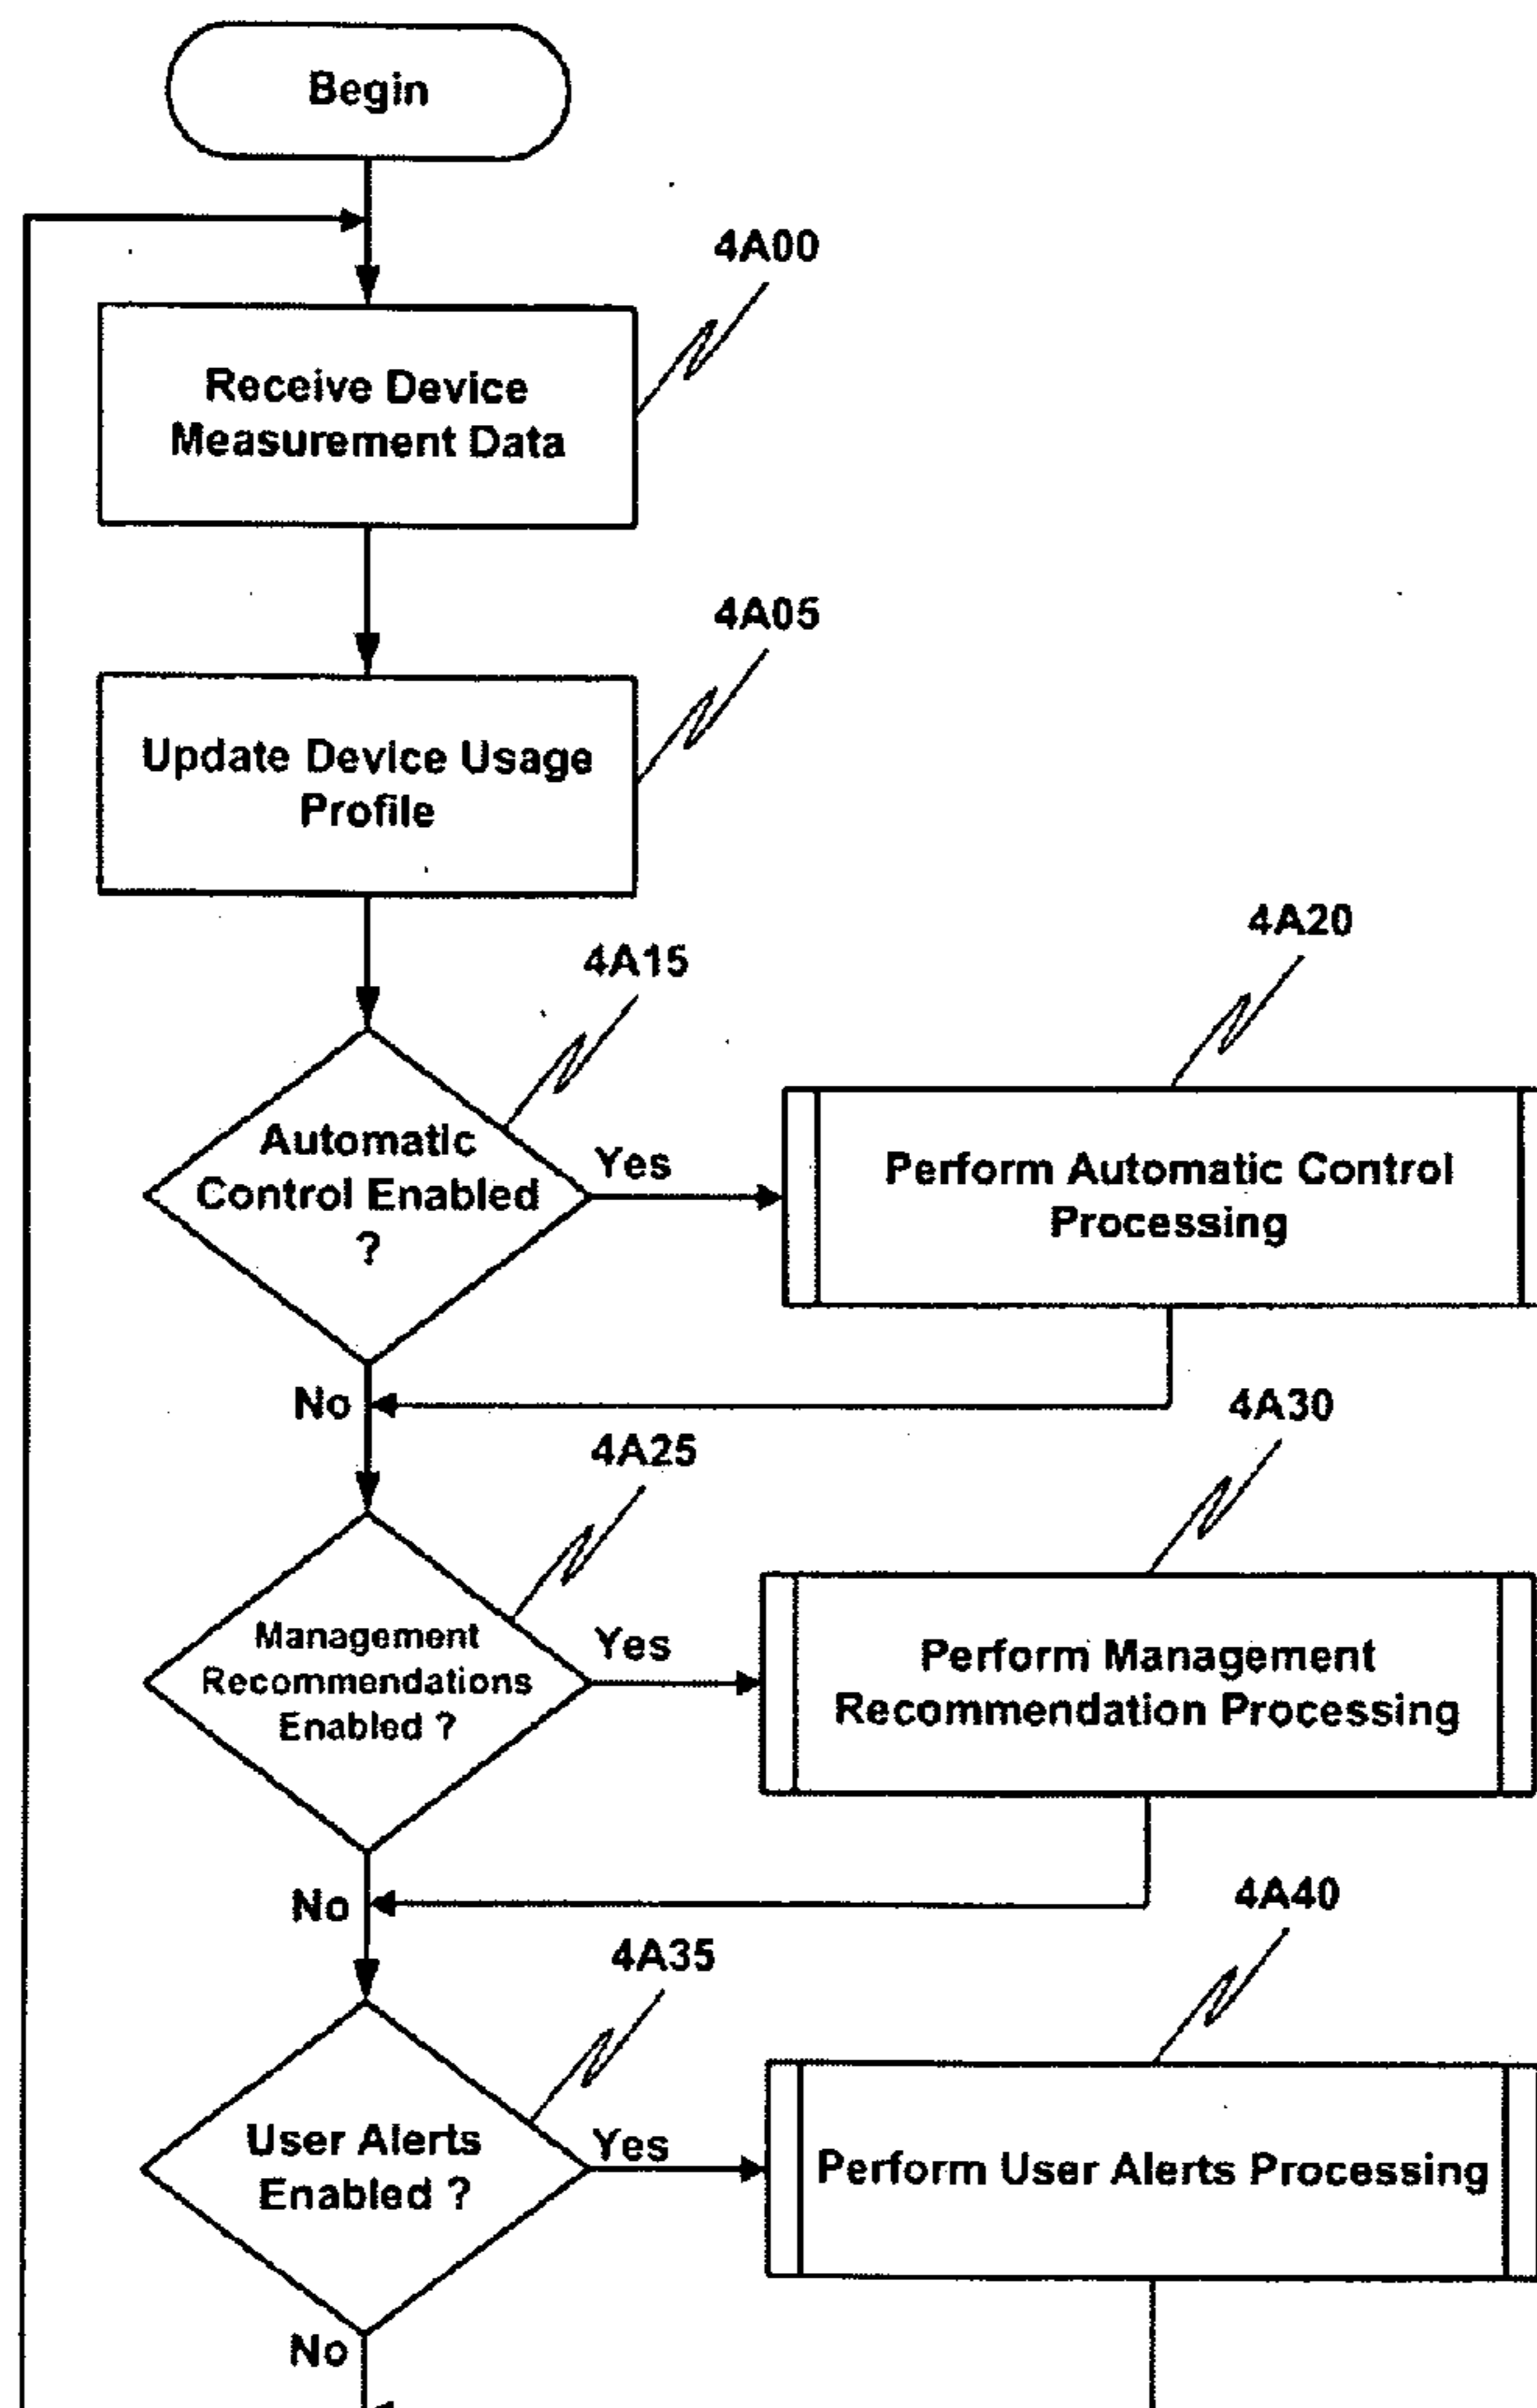 Begin
4A00
Receive Device
Measurement Data
4A05
Update Device Usage
Profile
4A15
4A20
Automatic
Control Enabled
?
Yes
Perform Automatic Control
Processing
No
4A25
4A30
Management
Recommendations
Enabled ?
Yes
Perform Management
Recommendation Processing
No
4A35
4A40
User Alerts
Enabled ?
Yes
Perform User Alerts Processing
No